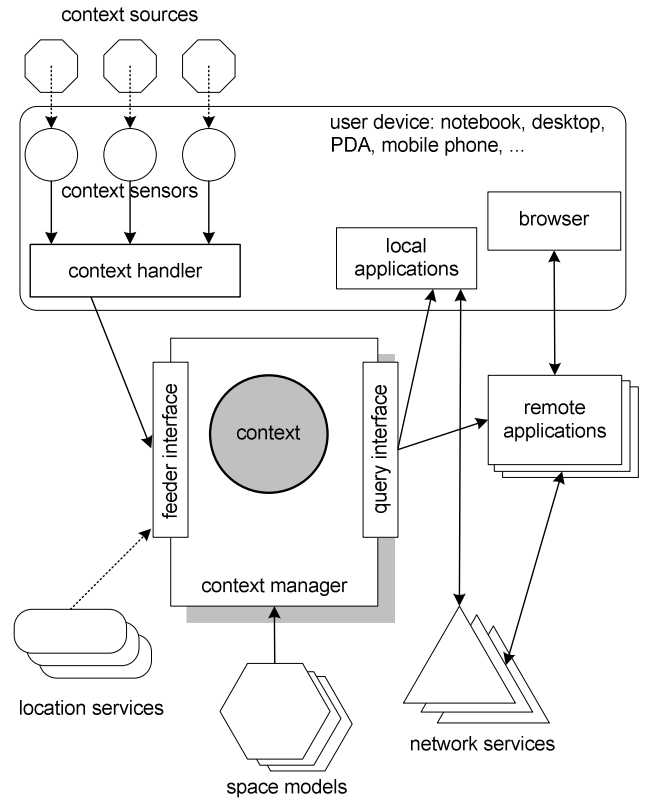 context sources
user device: notebook, desktop,
PDA, mobile phone, ...
context sensors
browser
local
applications
context handler
feeder interface
context
query interface
remote
applications
context manager
location services
network services
space models